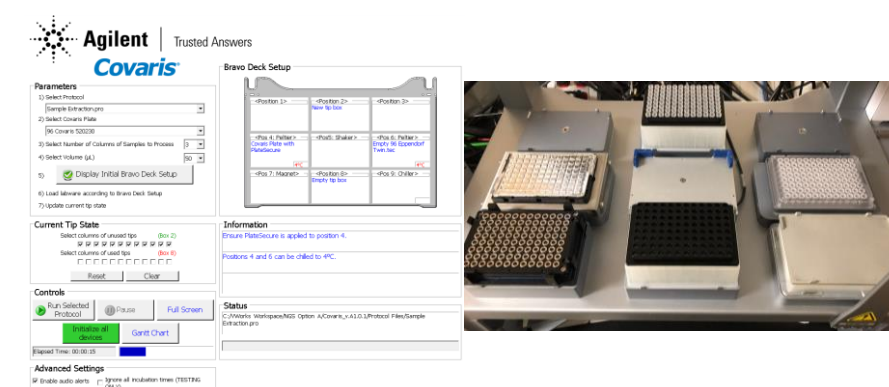 Agilent
Trusted Answers
Covaris
Parameters
1) Select Protocol
Sample Extraction.pro
2) Select Covaris Plate
96 Covaris 520230
3) Select Number of Columns of Samples to Process
3
4) Select Volume (µL)
50
5)
Display Initial Bravo Deck Setup
6) Load labware according to Bravo Deck Setup
7) Update current tip state
Bravo Deck Setup
<Position 1>
<Position 2>
<Position 3>
New tip box
<Pos 4: Peltier>
<Pos5: Shaker>
<Pos 6: Peltier>
Covaris Plate with
PlateSecure
Empty 96 Eppendorf
Twin.tec
4°C
4°C
<Pos 7: Magnet>
<Position 8>
<Pos 9: Chiller>
Empty tip box
Current Tip State
Select columns of unused tips
(Box 2)
Select columns of used tips
(Box 8)
Reset
Clear
Information
Ensure PlateSecure is applied to position 4.
Positions 4 and 6 can be chilled to 4°C.
Controls
Run Selected
Protocol
Pause
Full Screen
Initialize all
devices
Gantt Chart
Elapsed Time: 00:00:15
Status
C:/VWorks Workspace/NGS Option A/Covaris_v.A1.0.1/Protocol Files/Sample
Extraction.pro
Advanced Settings
Enable audio alerts
Ignore all incubation times (TESTING
ONLY)